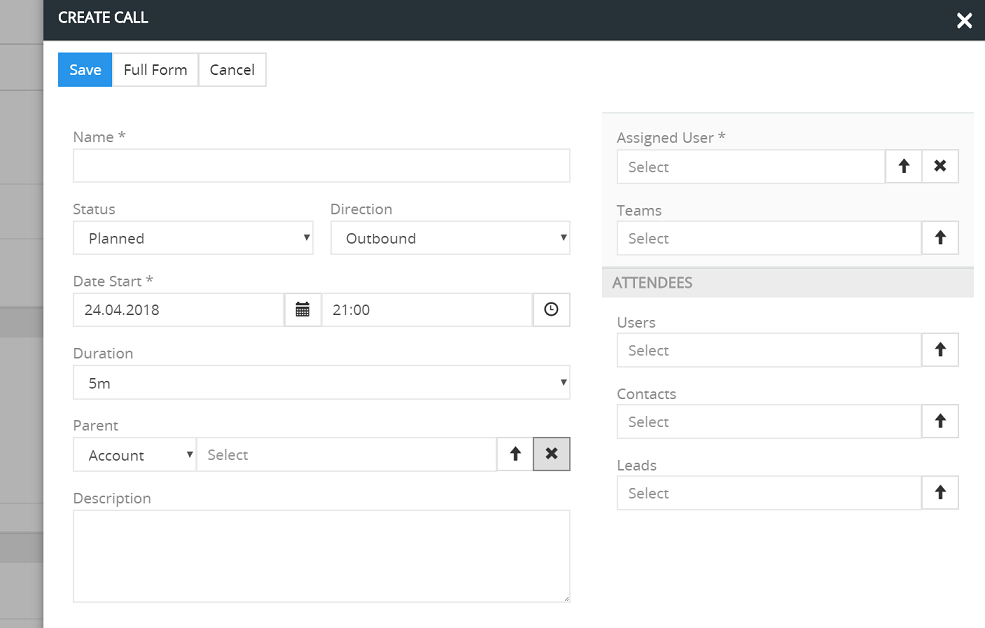 CREATE CALL
Save Full Form Cancel
Name *
Status Direction
Planned Outbound
Date Start *
24.04.2018 21:00
Duration
5m
Parent
Account Select
Description
Assigned User *
Select
Teams
Select
ATTENDEES
Users
Select
Contacts
Select
Leads
Select